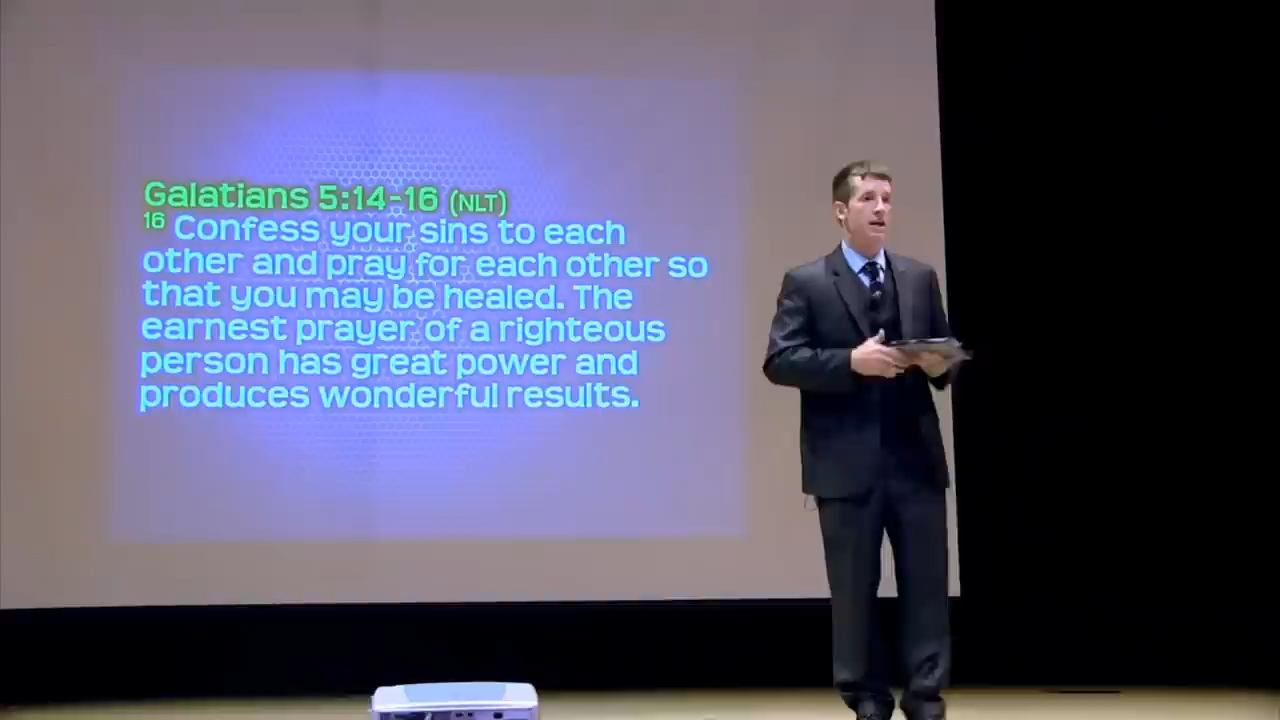 Galatians 5:14-16 (NLT)
16 Confess your sins to each
other and pray for each other so
that you may be healed. The
earnest prayer of a righteous
person has great power and
produces wonderful results.